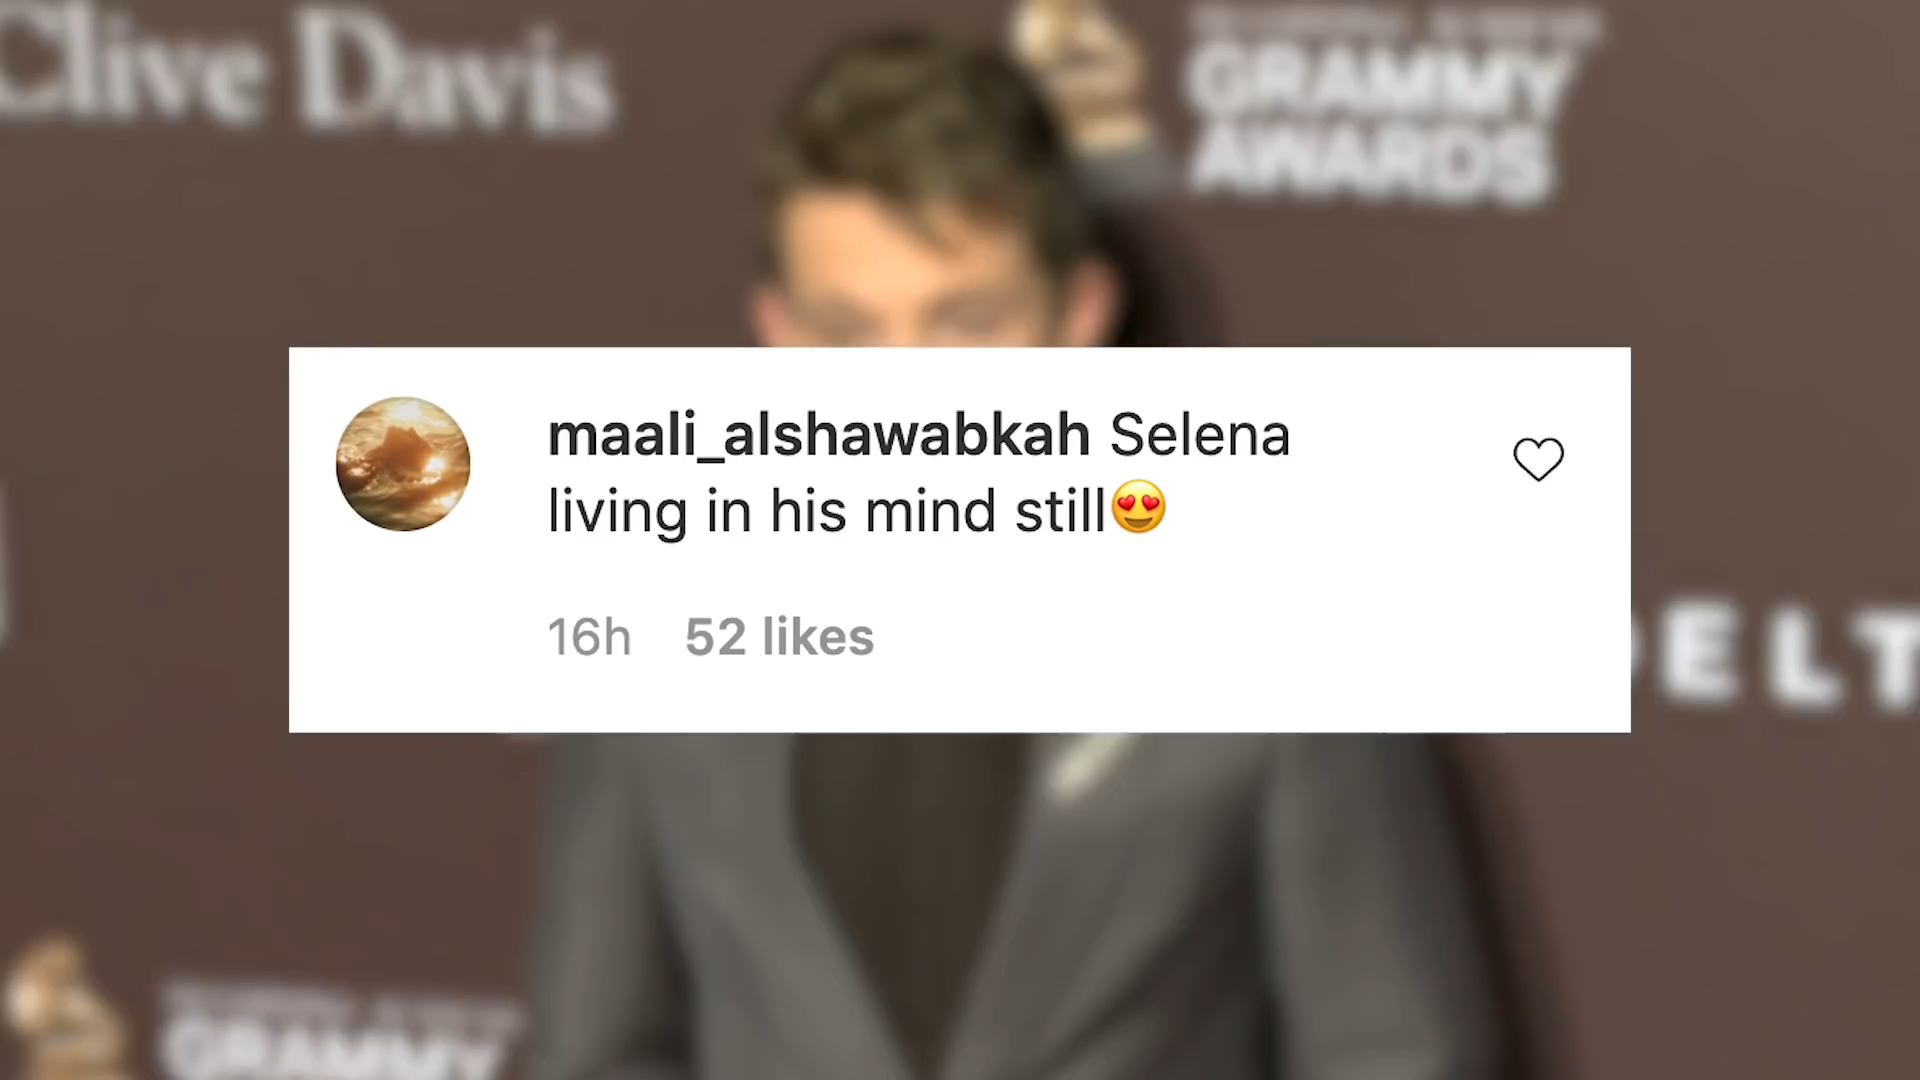 Clive Davis
GRAMMY
AWARDS
maali_alshawabkah Selena
living in his mind still😍
16h 52 likes
ELT
GRAMMY